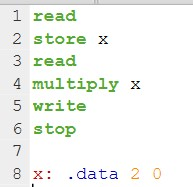 1 read
2 store x
3 read
4 multiply x
5 write
6 stop
7
8 x: .data 2 0